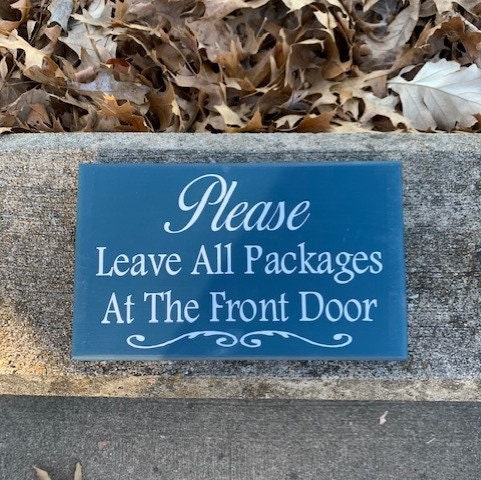 Please
Leave All Packages
At The Front Door